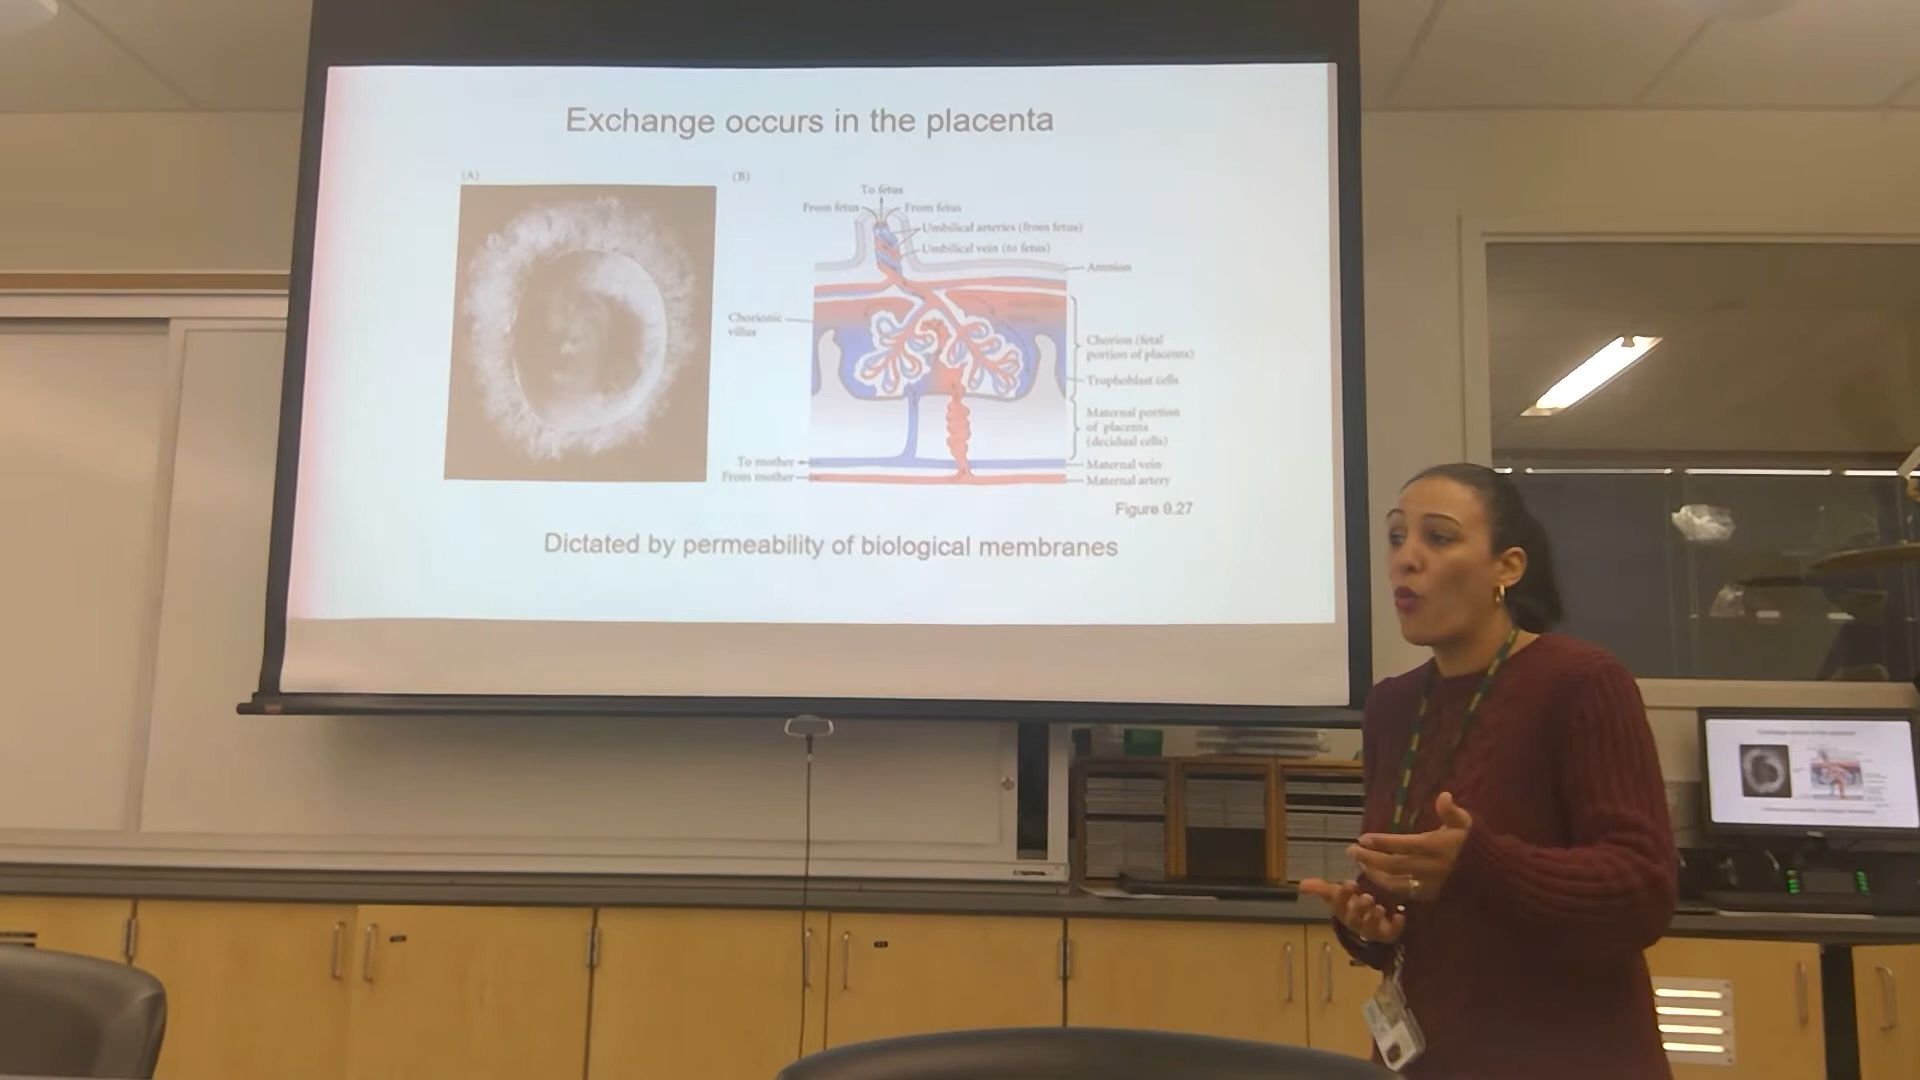 Exchange occurs in the placenta
(A)
(B)
To fetus
From fetus
From fetus
Umbilical arteries (from fetus)
Umbilical vein (to fetus)
Amnion
Chorionic
villus
Chorion (fetal
portion of placenta)
Trophoblast cells
Maternal portion
of placenta
(decidual cells)
To mother
From mother
Maternal vein
Maternal artery
Figure 9.27
Dictated by permeability of biological membranes